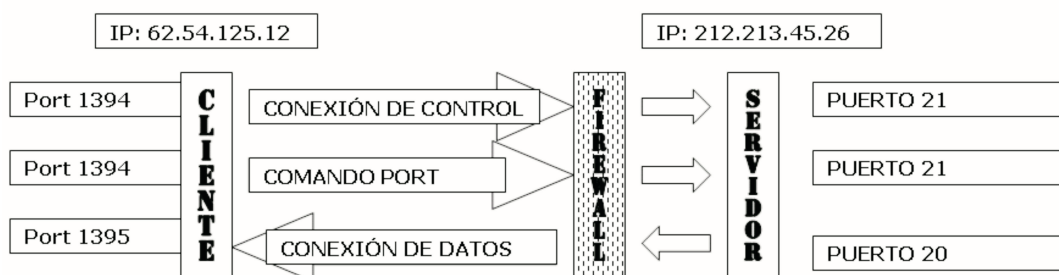 IP: 62.54.125.12
IP: 212.213.45.26
Port 1394
CLIENTE
CONEXIÓN DE CONTROL
FIREWALL
SERVIDOR
PUERTO 21
Port 1394
COMANDO PORT
PUERTO 21
Port 1395
CONEXIÓN DE DATOS
PUERTO 20